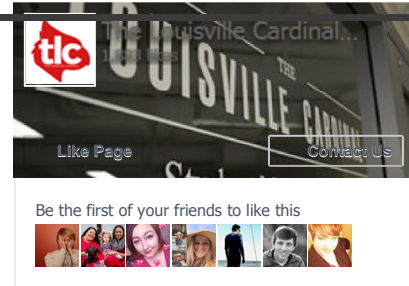 tlc
The Louisville Cardinal...
THE
LOUISVILLE
CARDINAL
Like Page
Contact Us
Be the first of your friends to like this